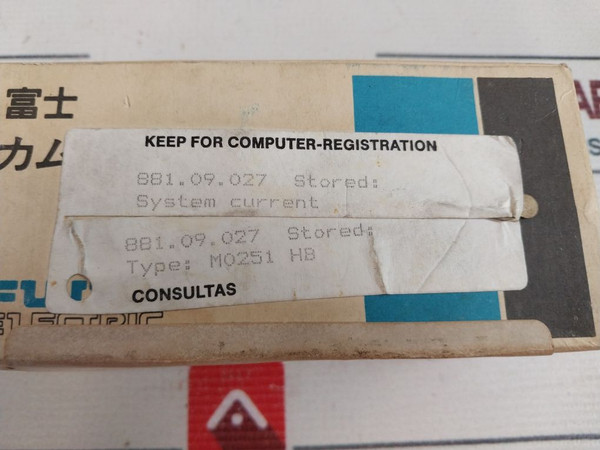 富士
カム
KEEP FOR COMPUTER-REGISTRATION
881.09.027 Stored:
System current
881.09.027 Stored:
Type: M0251 HB
CONSULTAS
ELECTRIC